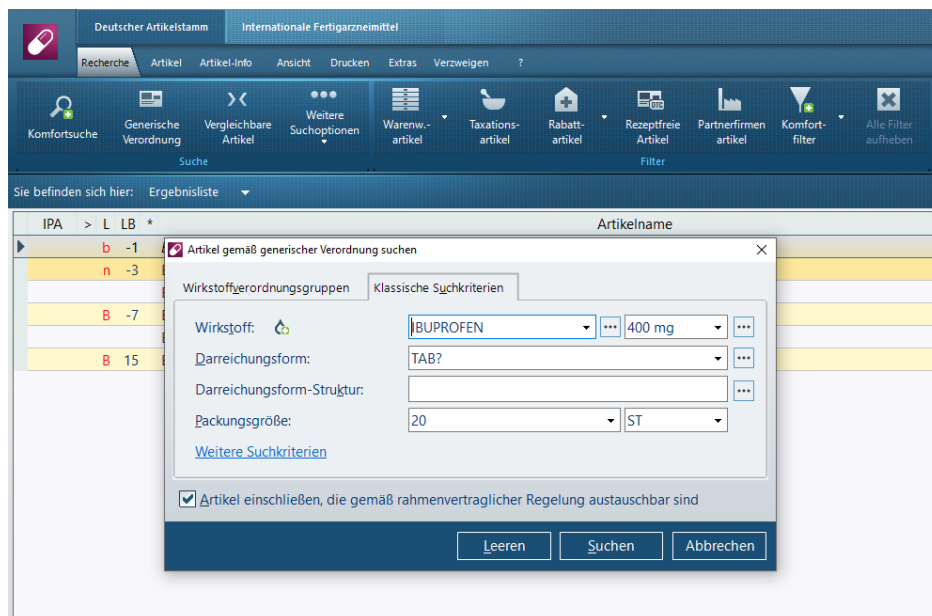 Deutscher Artikelstamm Internationale Fertigarzneimittel
Recherche Artikel Artikel-Info Ansicht Drucken Extras Verzweigen ?
Komfortsuche
Generische
Verordnung
Vergleichbare
Artikel
Weitere
Suchoptionen
Warenw.-
artikel
Taxations-
artikel
Rabatt-
artikel
OTC
Rezeptfreie
Artikel
Partnerfirmen
artikel
Komfort-
filter
Alle Filter
aufheben
Suche Filter
Sie befinden sich hier: Ergebnisliste
IPA > L LB * Artikelname
b -1
n -3
B -7
B 15
Artikel gemäß generischer Verordnung suchen
Wirkstoffverordnungsgruppen Klassische Suchkriterien
Wirkstoff: IBUPROFEN ... 400 mg ...
Darreichungsform: TAB? ...
Darreichungsform-Struktur: ...
Packungsgröße: 20 ST
Weitere Suchkriterien
Artikel einschließen, die gemäß rahmenvertraglicher Regelung austauschbar sind
Leeren Suchen Abbrechen